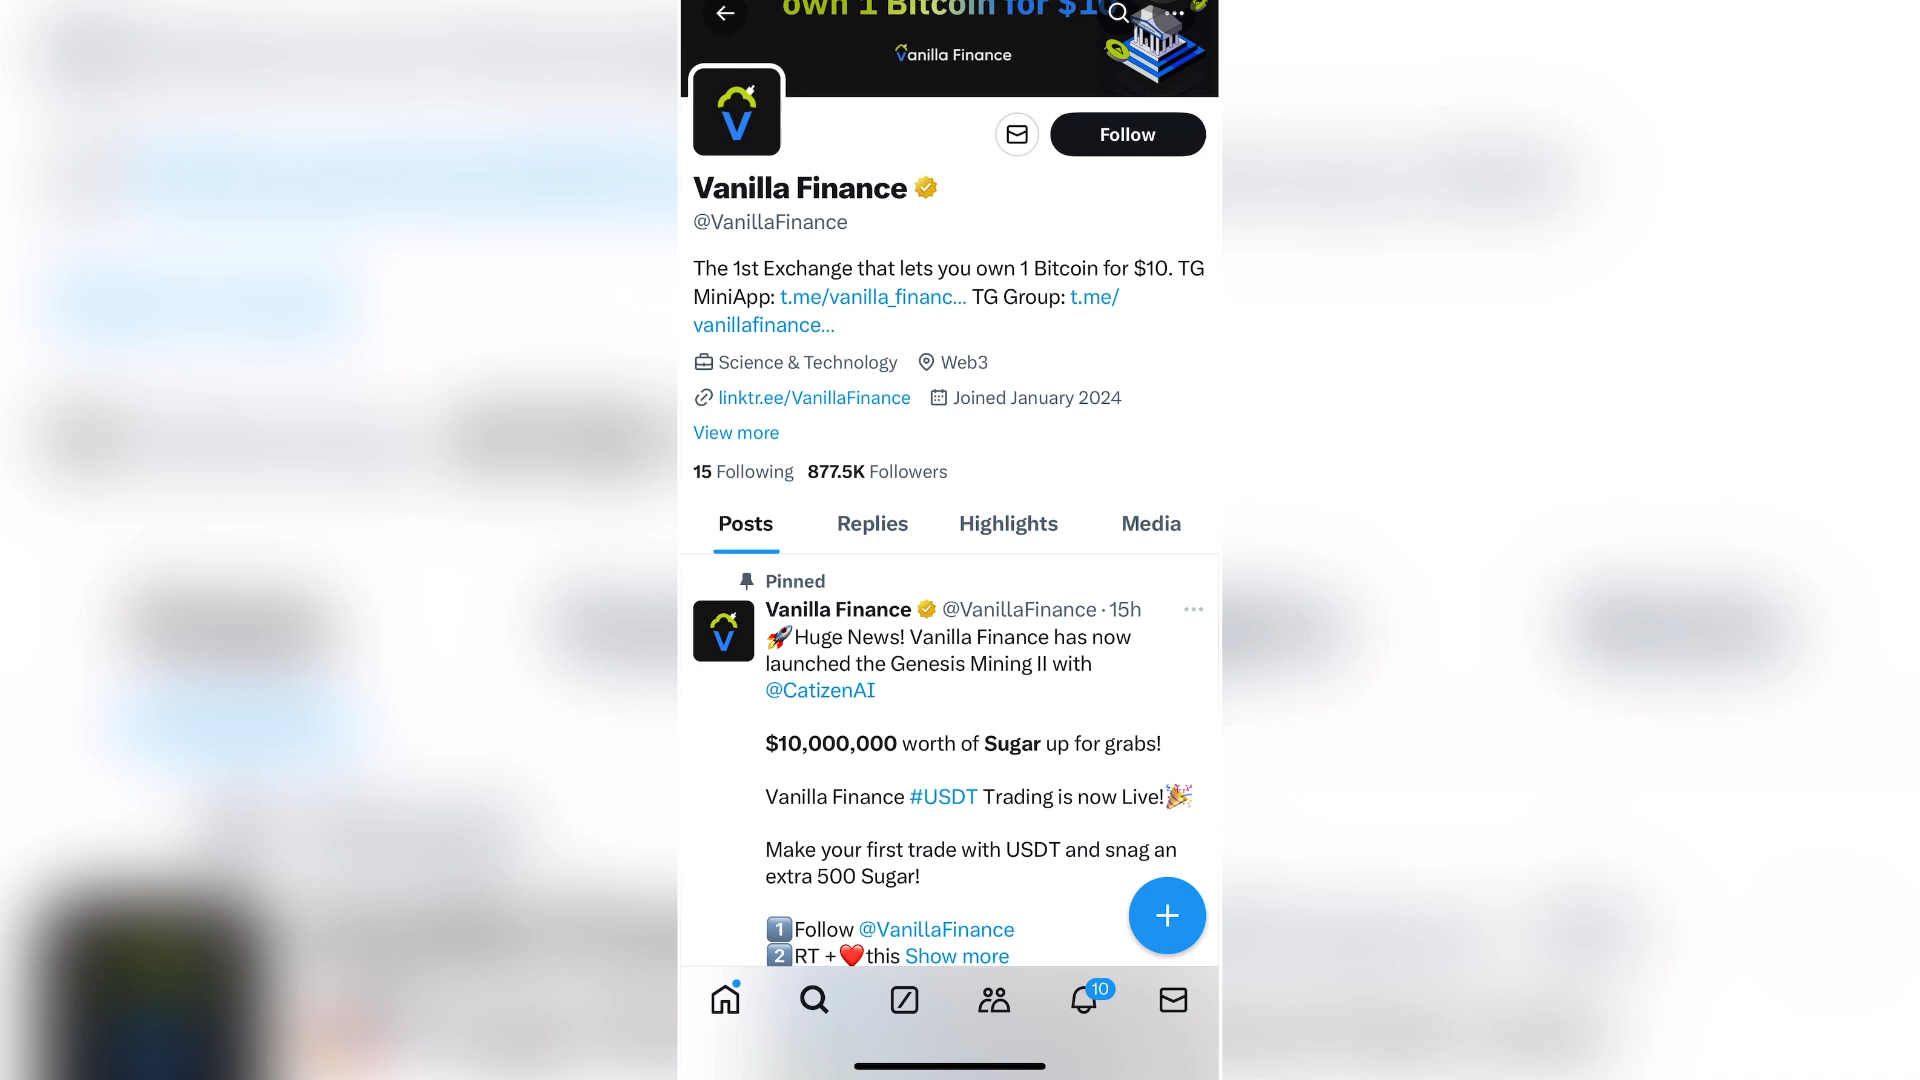 own 1 Bitcoin for $10
Vanilla Finance
Follow
Vanilla Finance
@VanillaFinance
The 1st Exchange that lets you own 1 Bitcoin for $10. TG
MiniApp: t.me/vanilla_financ... TG Group: t.me/
vanillafinance...
Science & Technology Web3
linktr.ee/VanillaFinance Joined January 2024
View more
15 Following 877.5K Followers
Posts Replies Highlights Media
Pinned
Vanilla Finance @VanillaFinance · 15h
🚀Huge News! Vanilla Finance has now
launched the Genesis Mining II with
@CatizenAI
$10,000,000 worth of Sugar up for grabs!
Vanilla Finance #USDT Trading is now Live!🎉
Make your first trade with USDT and snag an
extra 500 Sugar!
1️⃣Follow @VanillaFinance
2️⃣RT +❤️this Show more
10